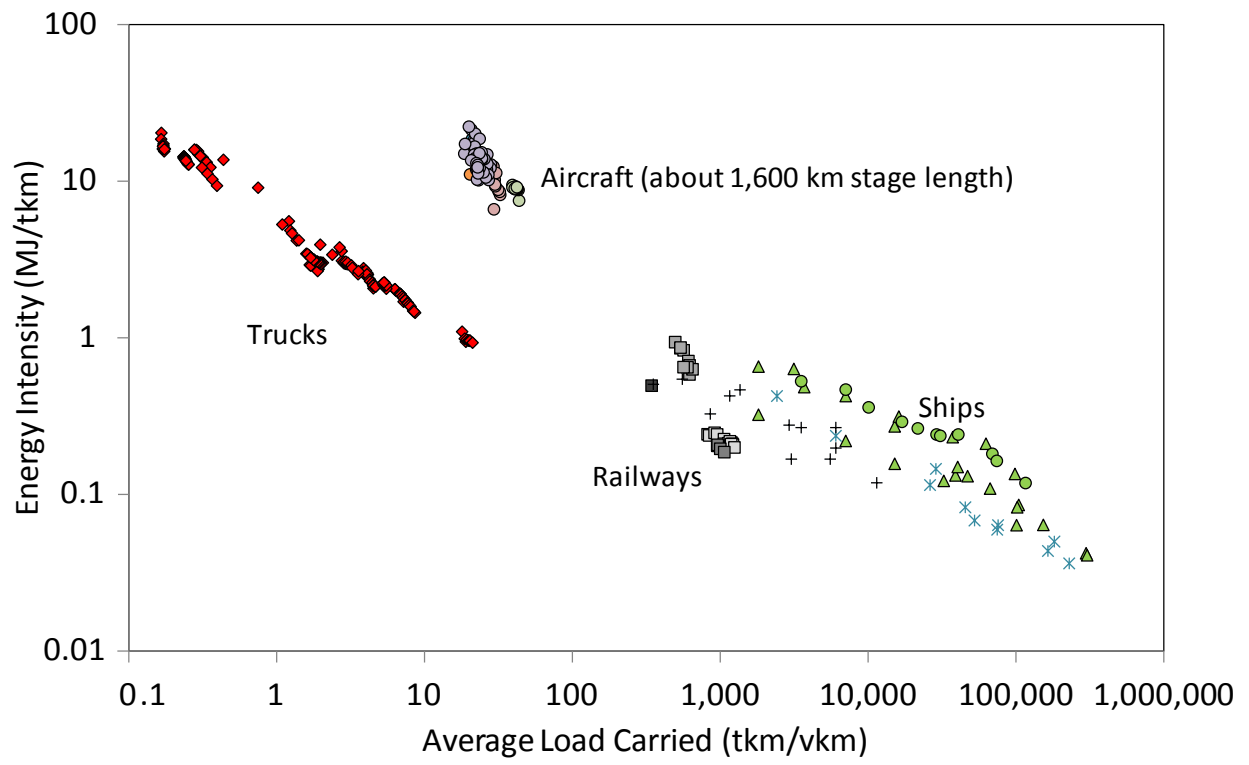 100
10
1
0.1
0.01
Energy Intensity (MJ/tkm)
Aircraft (about 1,600 km stage length)
Trucks
Ships
Railways
0.1 1 10 100 1,000 10,000 100,000 1,000,000
Average Load Carried (tkm/vkm)